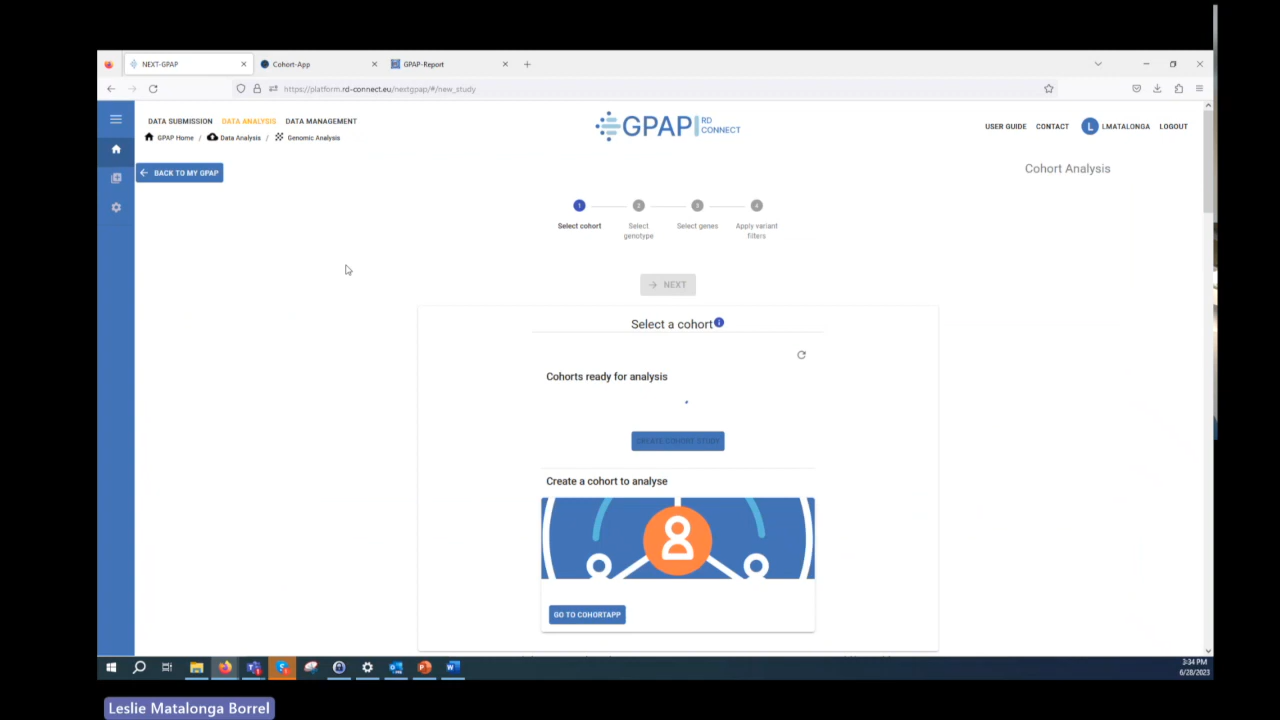 NEXT-GPAP
Cohort-App
GPAP-Report
https://platform.rd-connect.eu/nextgpap/#/new_study
DATA SUBMISSION DATA ANALYSIS DATA MANAGEMENT
GPAP Home / Data Analysis / Genomic Analysis
GPAP RD CONNECT
USER GUIDE CONTACT L LMATALONGA LOGOUT
BACK TO MY GPAP
Cohort Analysis
1 2 3 4
Select cohort
Select genotype
Select genes
Apply variant filters
NEXT
Select a cohort
Cohorts ready for analysis
CREATE COHORT STUDY
Create a cohort to analyse
GO TO COHORTAPP
3:34 PM
6/28/2023
Leslie Matalonga Borrel